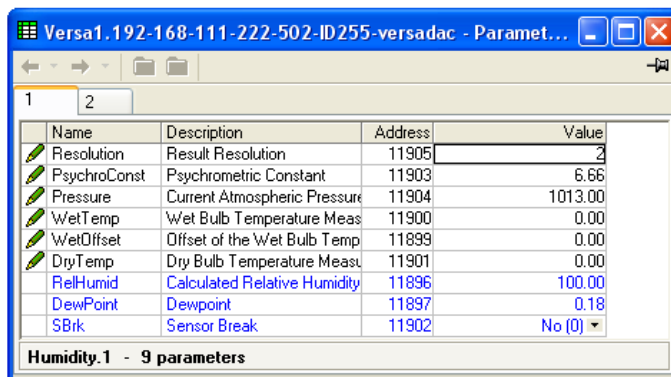 Versa1.192-168-111-222-502-ID255-versadac - Paramet...
1 2
Name Description Address Value
Resolution Result Resolution 11905 2
PsychroConst Psychrometric Constant 11903 6.66
Pressure Current Atmospheric Pressure 11904 1013.00
WetTemp Wet Bulb Temperature Meas 11900 0.00
WetOffset Offset of the Wet Bulb Temp 11899 0.00
DryTemp Dry Bulb Temperature Measu 11901 0.00
RelHumid Calculated Relative Humidity 11896 100.00
DewPoint Dewpoint 11897 0.18
SBrk Sensor Break 11902 No (0)
Humidity.1 - 9 parameters